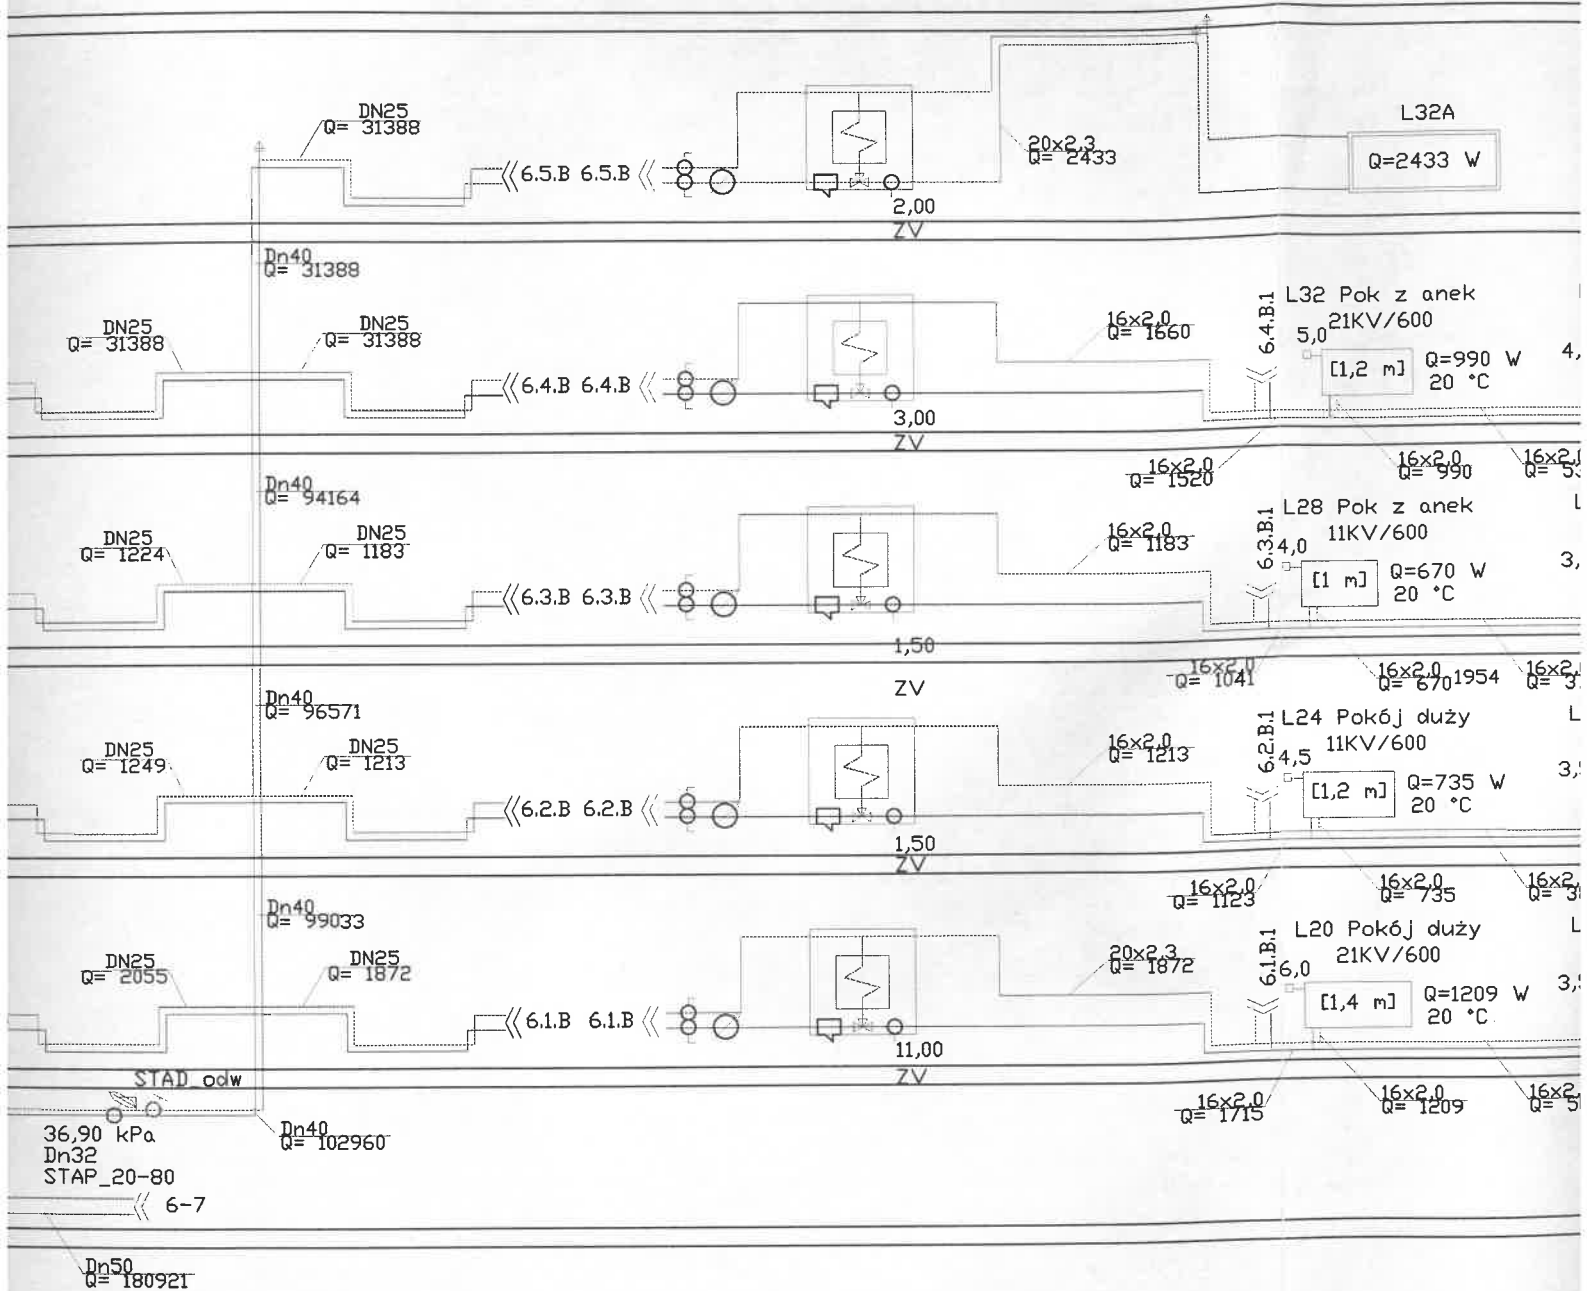 DN25
Q= 31388
6.5.B 6.5.B
2,00
ZV
20x2,3
Q= 2433
L32A
Q=2433 W
Dn40
Q= 31388
DN25
Q= 31388
DN25
Q= 31388
6.4.B 6.4.B
3,00
ZV
16x2,0
Q= 1660
6.4.B.1
L32 Pok z anek
21KV/600
5,0
[1,2 m]
Q=990 W
20 °C
4,
16x2,0
Q= 1520
16x2,0
Q= 990
Dn40
Q= 94164
DN25
Q= 1224
DN25
Q= 1183
6.3.B 6.3.B
1,50
ZV
16x2,0
Q= 1183
6.3.B.1
L28 Pok z anek
11KV/600
4,0
[1 m]
Q=670 W
20 °C
3,
16x2,0
Q= 1041
16x2,0
Q= 670
1954
Dn40
Q= 96571
DN25
Q= 1249
DN25
Q= 1213
6.2.B 6.2.B
1,50
ZV
16x2,0
Q= 1213
6.2.B.1
L24 Pokój duży
11KV/600
4,5
[1,2 m]
Q=735 W
20 °C
16x2,0
Q= 1123
16x2,0
Q= 735
Dn40
Q= 99033
DN25
Q= 2055
DN25
Q= 1872
6.1.B 6.1.B
11,00
ZV
20x2,3
Q= 1872
6.1.B.1
L20 Pokój duży
21KV/600
6,0
[1,4 m]
Q=1209 W
20 °C
16x2,0
Q= 1715
16x2,0
Q= 1209
STAD_odw
36,90 kPa
Dn32
STAP_20-80
Dn40
Q= 102960
6-7
Dn50
Q= 180921